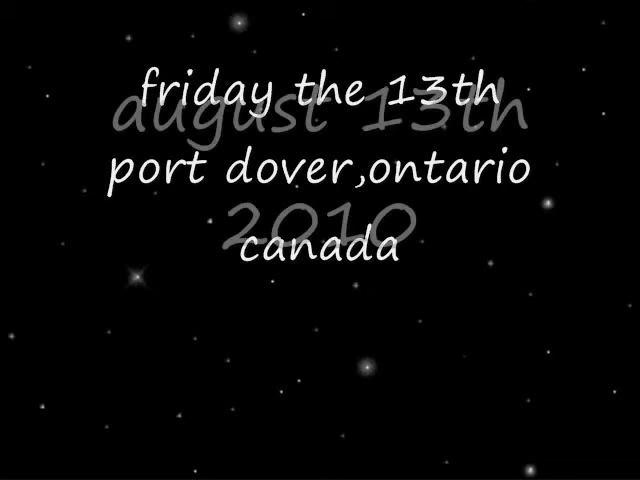 friday the 13th
august 13th
port dover,ontario
2010
canada